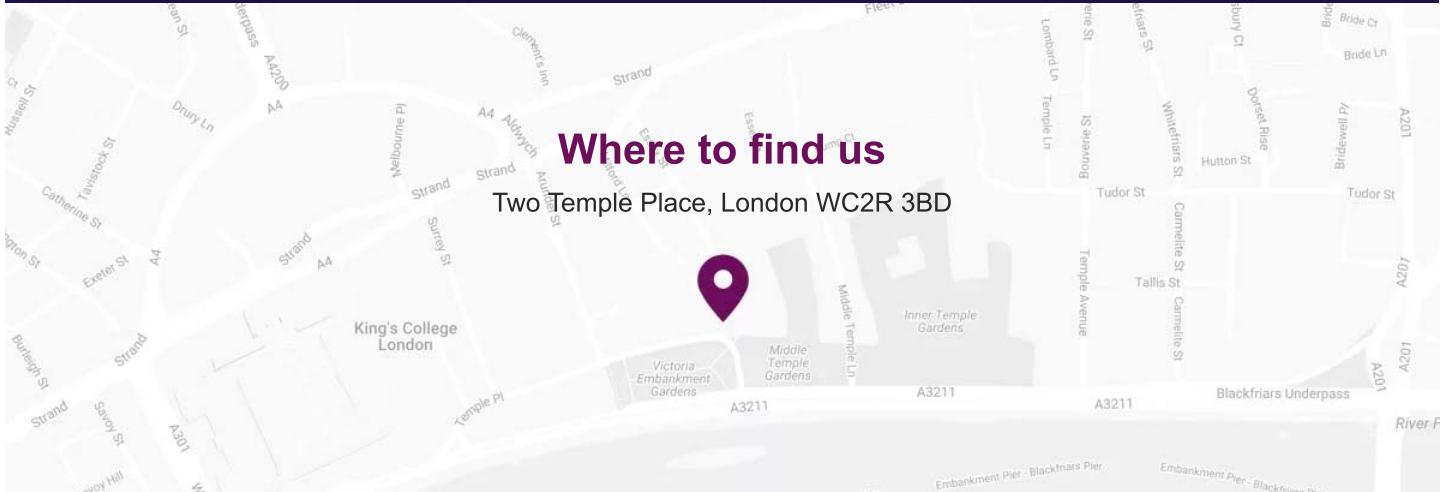 Where to find us
Two Temple Place, London WC2R 3BD
Clement's Inn
Strand
A4200
A4
Drury Ln
Russell St
Tavistock St
Catherine St
Exeter St
A4
Melbourne Pl
A4
Aldwych
Strand
Strand
Strand
A4
Surrey St
Arundel St
King's College
London
Burleigh St
Strand
Strand
Savoy St
A301
Temple Pl
Victoria
Embankment
Gardens
Middle
Temple
Gardens
Middle Temple Ln
Inner Temple
Gardens
A3211
A3211
A3211
Blackfriars Underpass
Lombard Ln
Temple Ln
Bouverie St
Whitefriars St
Dorset Rise
Hutton St
Bridewell Pl
Bride Ct
Bride Ln
A201
Tudor St
Tudor St
Carmelite St
Temple Avenue
Tallis St
Carmelite St
A201
A201
A201
Embankment Pier - Blackfriars Pier
Embankment Pier - Blackfriars